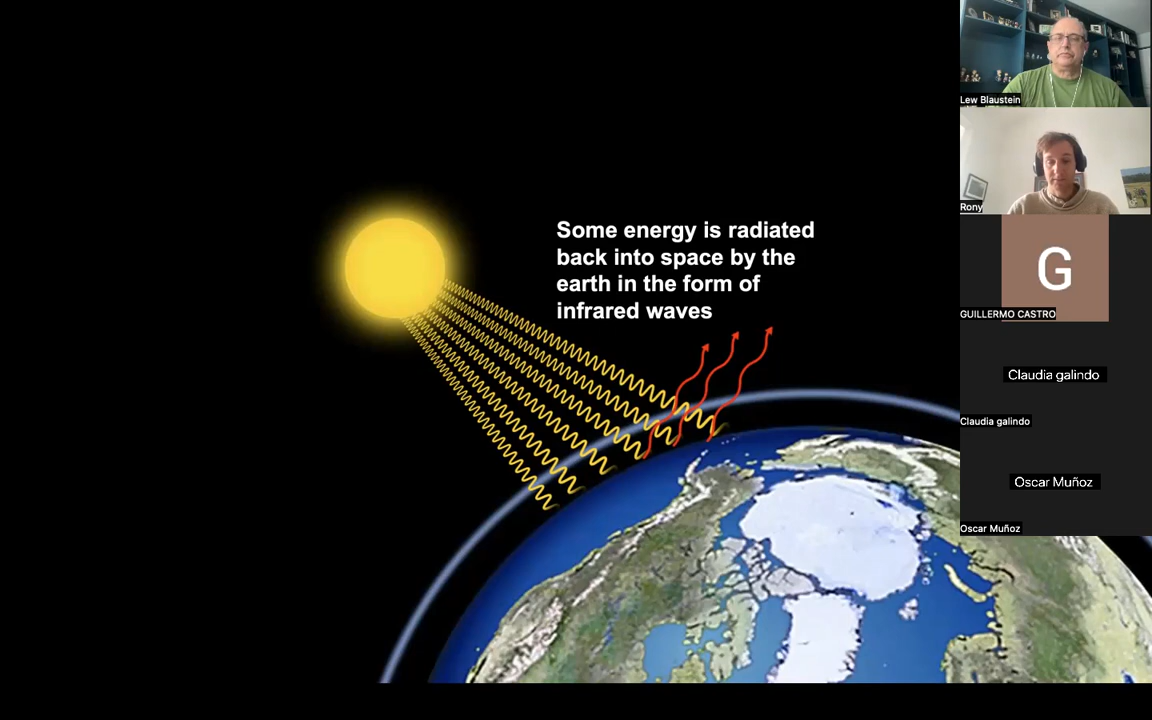 Some energy is radiated
back into space by the
earth in the form of
infrared waves
Lew Blaustein
Rony
G
GUILLERMO CASTRO
Claudia galindo
Claudia galindo
Oscar Muñoz
Oscar Muñoz